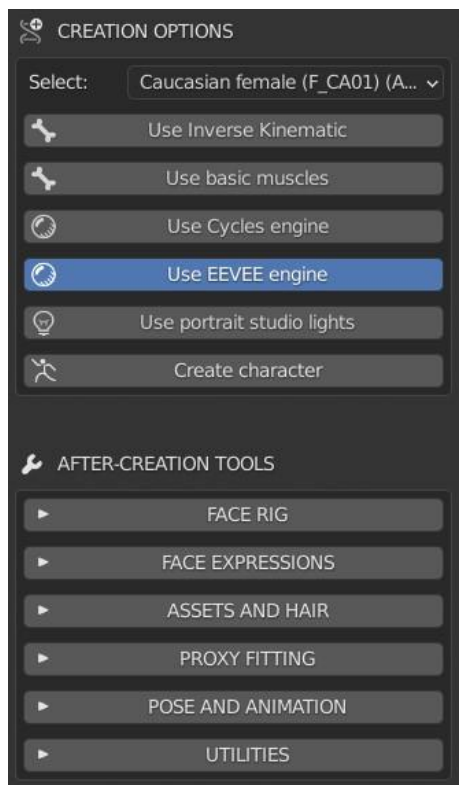 CREATION OPTIONS
Select: Caucasian female (F_CA01) (A...
Use Inverse Kinematic
Use basic muscles
Use Cycles engine
Use EEVEE engine
Use portrait studio lights
Create character
AFTER-CREATION TOOLS
FACE RIG
FACE EXPRESSIONS
ASSETS AND HAIR
PROXY FITTING
POSE AND ANIMATION
UTILITIES